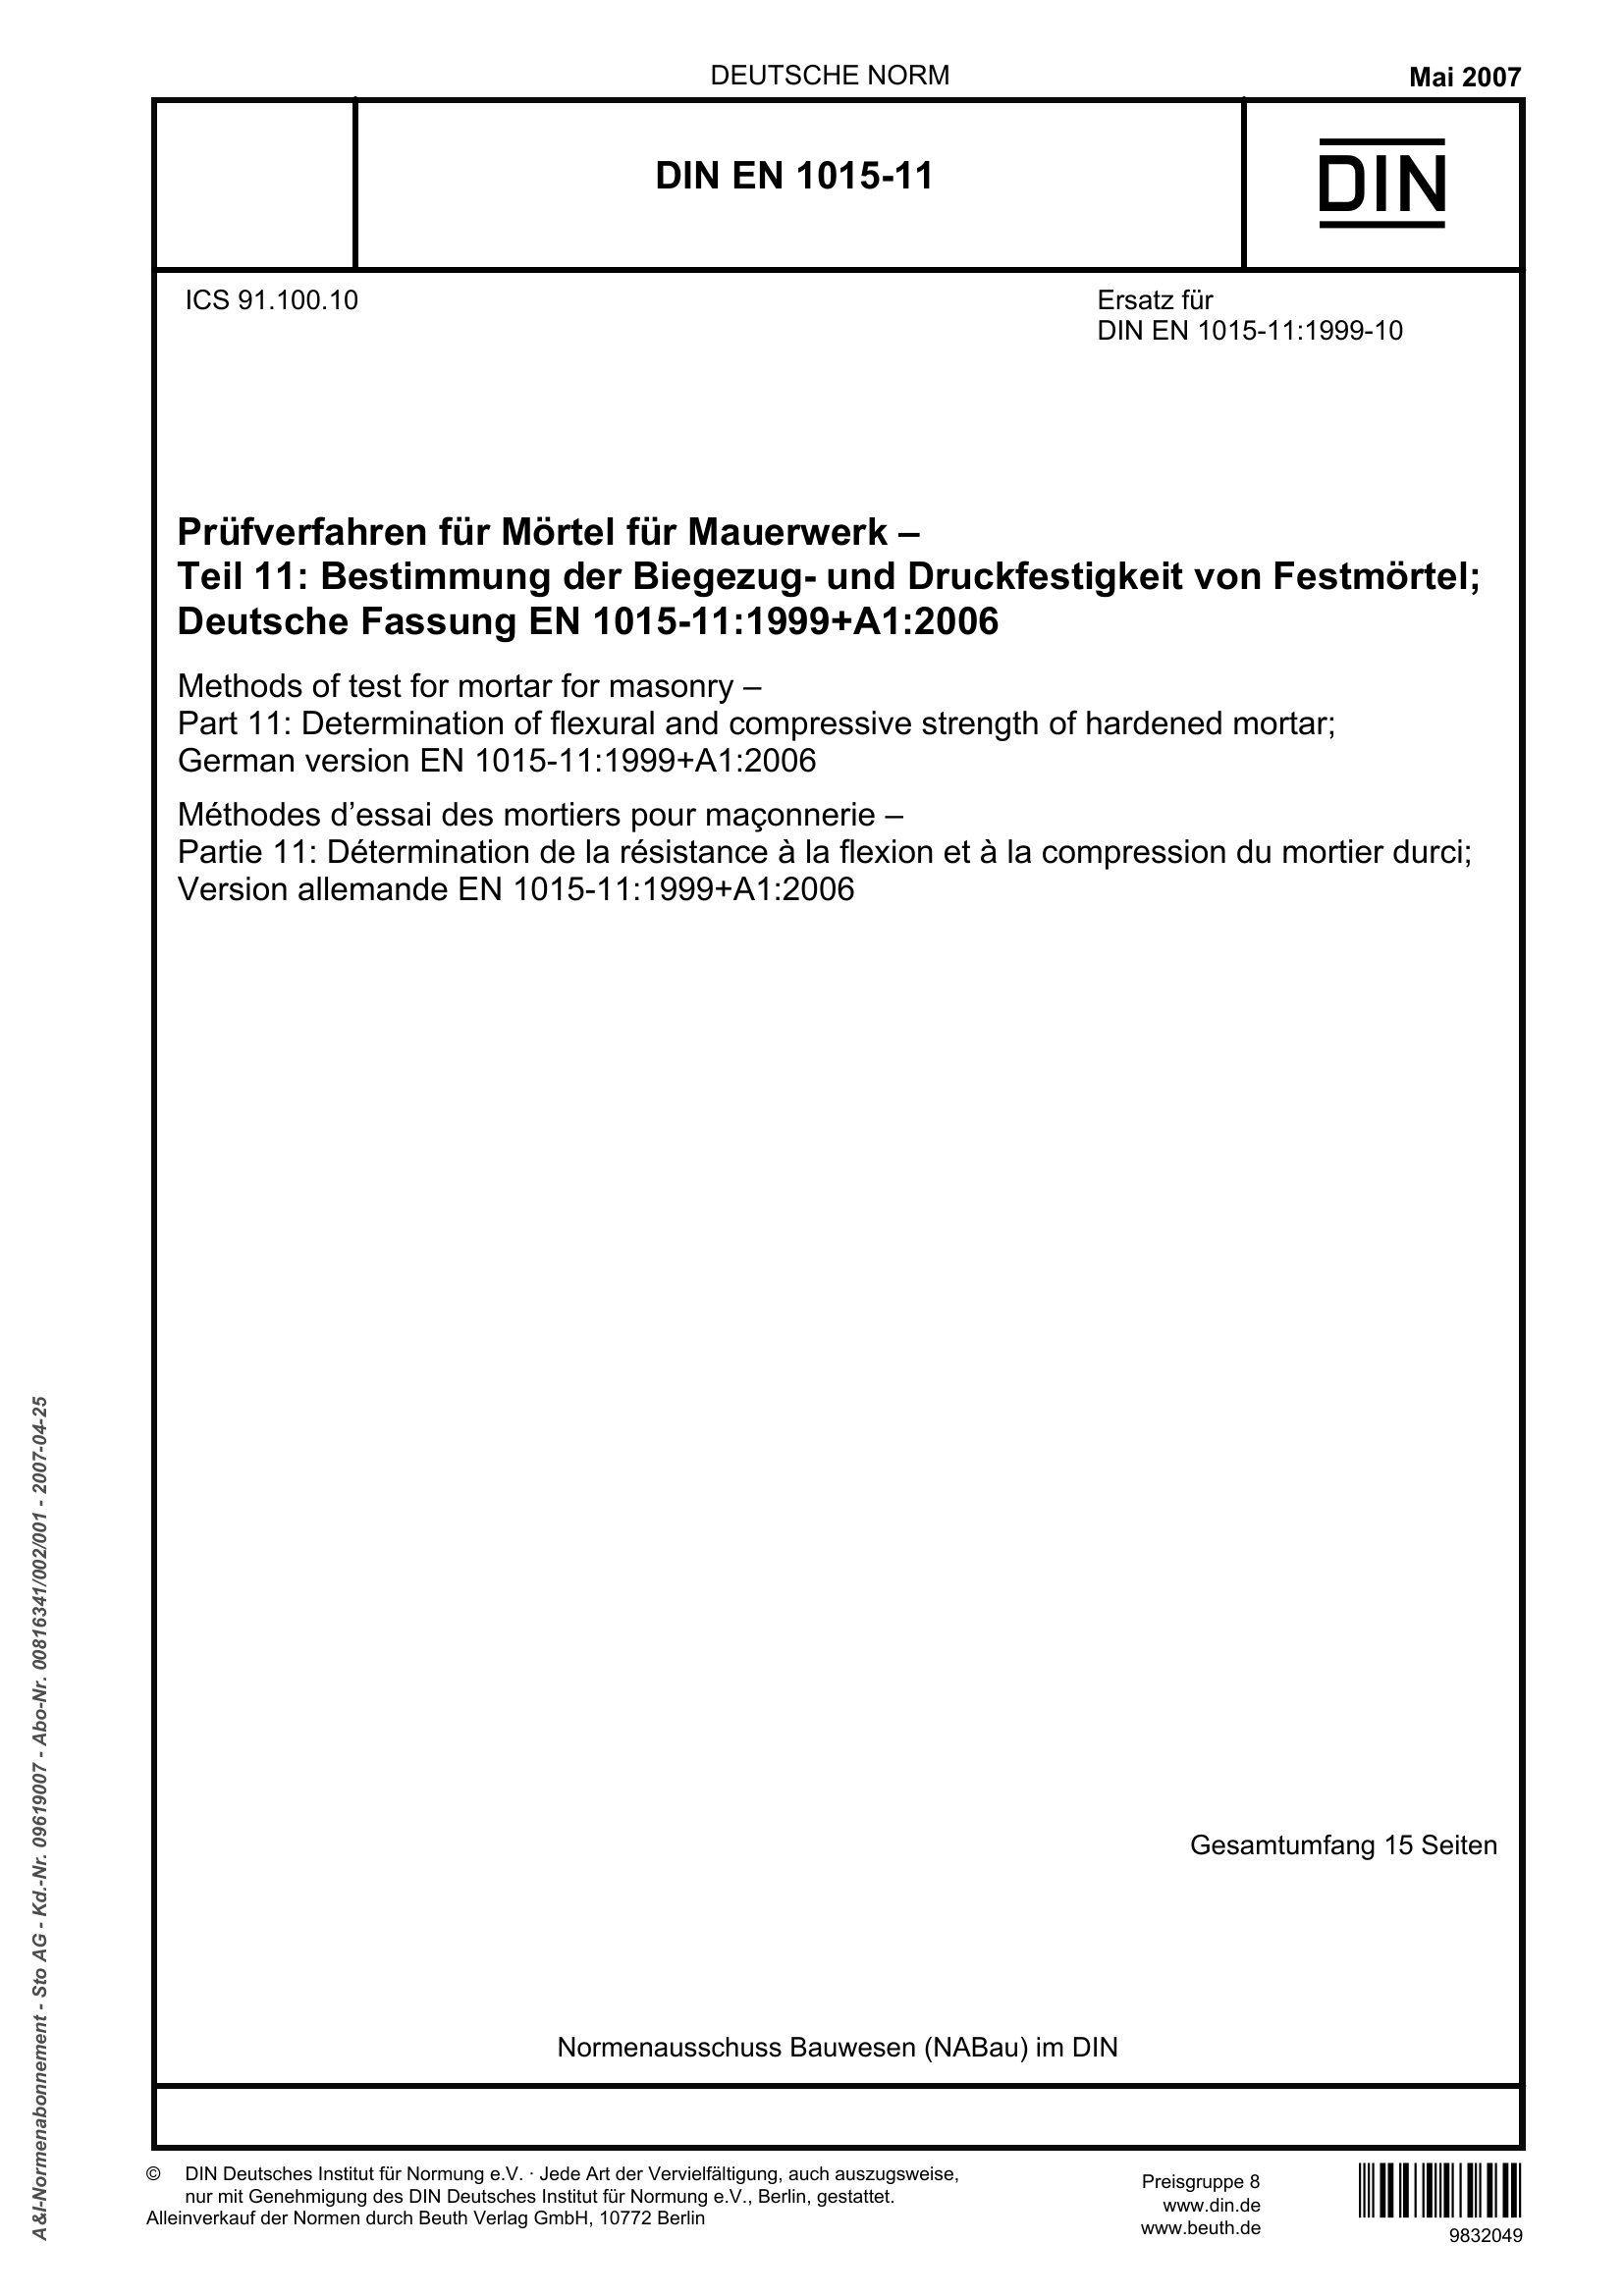 DEUTSCHE NORM
Mai 2007
DIN EN 1015-11
DIN
ICS 91.100.10
Ersatz für
DIN EN 1015-11:1999-10
Prüfverfahren für Mörtel für Mauerwerk –
Teil 11: Bestimmung der Biegezug- und Druckfestigkeit von Festmörtel;
Deutsche Fassung EN 1015-11:1999+A1:2006
Methods of test for mortar for masonry –
Part 11: Determination of flexural and compressive strength of hardened mortar;
German version EN 1015-11:1999+A1:2006
Méthodes d’essai des mortiers pour maçonnerie –
Partie 11: Détermination de la résistance à la flexion et à la compression du mortier durci;
Version allemande EN 1015-11:1999+A1:2006
Gesamtumfang 15 Seiten
Normenausschuss Bauwesen (NABau) im DIN
© DIN Deutsches Institut für Normung e.V. · Jede Art der Vervielfältigung, auch auszugsweise,
nur mit Genehmigung des DIN Deutsches Institut für Normung e.V., Berlin, gestattet.
Alleinverkauf der Normen durch Beuth Verlag GmbH, 10772 Berlin
Preisgruppe 8
www.din.de
www.beuth.de
9832049
A&I-Normenabonnement - Sto AG - Kd.-Nr. 09619007 - Abo-Nr. 00816341/002/001 - 2007-04-25